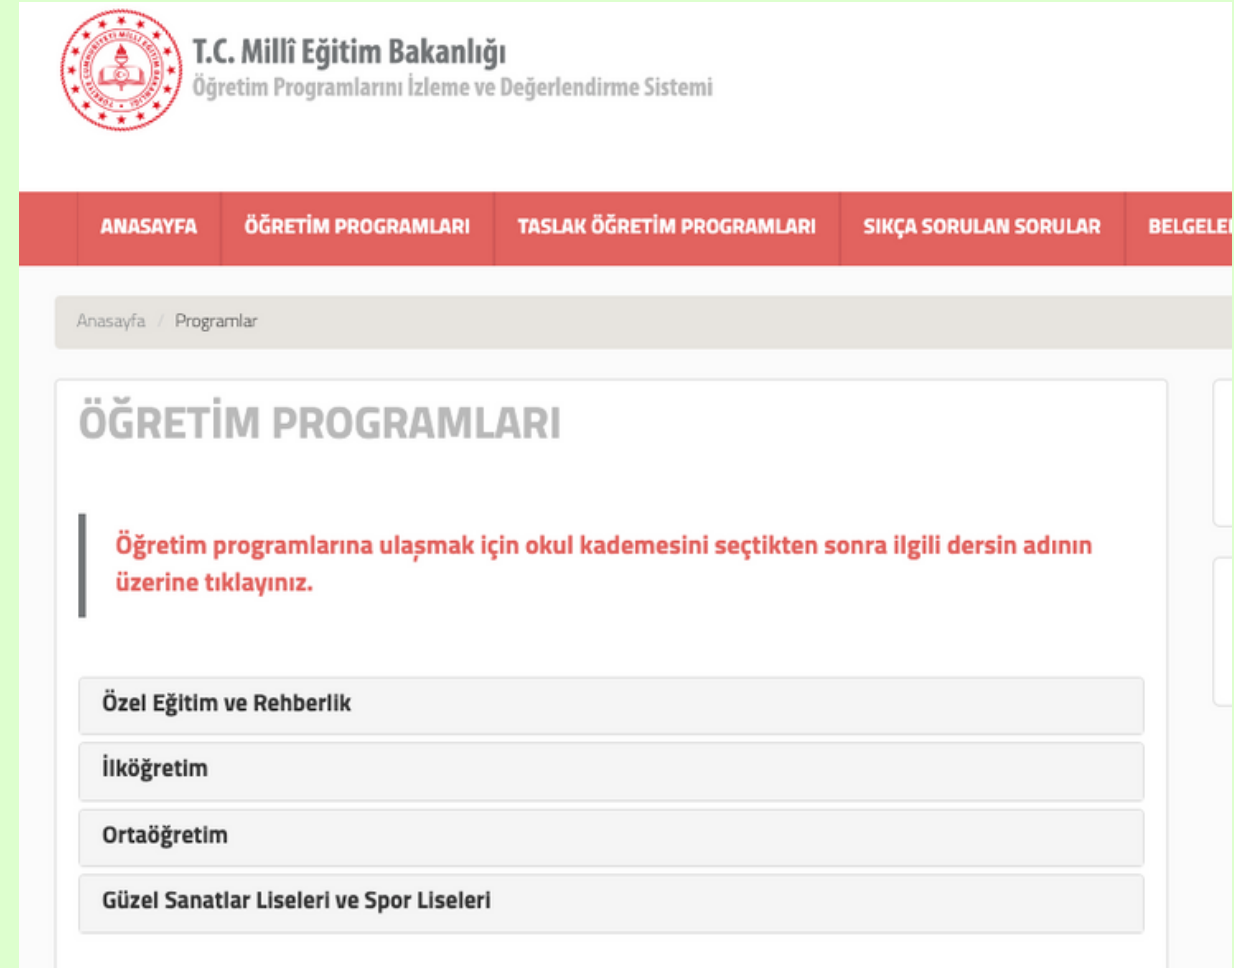 T.C. Millî Eğitim Bakanlığı
Öğretim Programlarını İzleme ve Değerlendirme Sistemi
ANASAYFA ÖĞRETİM PROGRAMLARI TASLAK ÖĞRETİM PROGRAMLARI SIKÇA SORULAN SORULAR
Anasayfa / Programlar
ÖĞRETİM PROGRAMLARI
Öğretim programlarına ulaşmak için okul kademesini seçtikten sonra ilgili dersin adının
üzerine tıklayınız.
Özel Eğitim ve Rehberlik
İlköğretim
Ortaöğretim
Güzel Sanatlar Liseleri ve Spor Liseleri